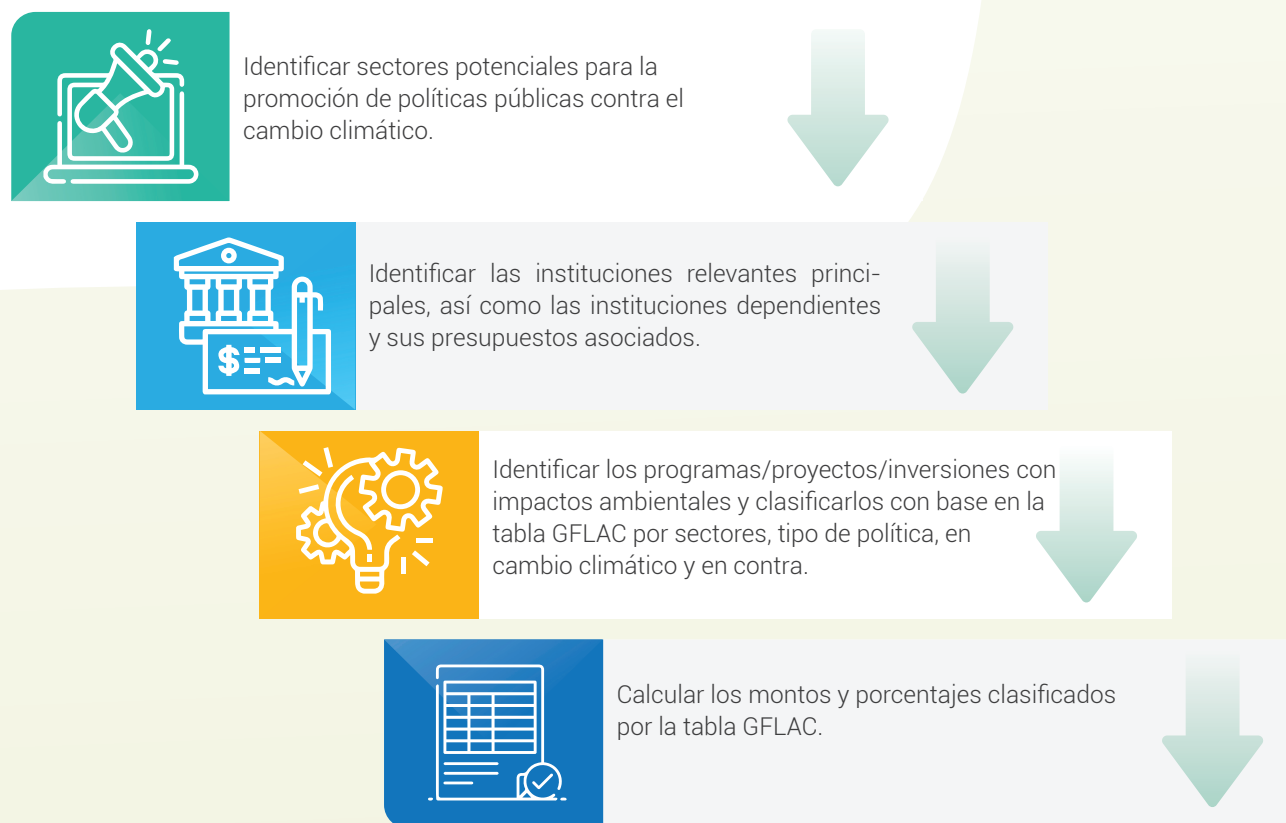 Identificar sectores potenciales para la
promoción de políticas públicas contra el
cambio climático.
Identificar las instituciones relevantes princi-
pales, así como las instituciones dependientes
y sus presupuestos asociados.
$
Identificar los programas/proyectos/inversiones con
impactos ambientales y clasificarlos con base en la
tabla GFLAC por sectores, tipo de política, en
cambio climático y en contra.
Calcular los montos y porcentajes clasificados
por la tabla GFLAC.